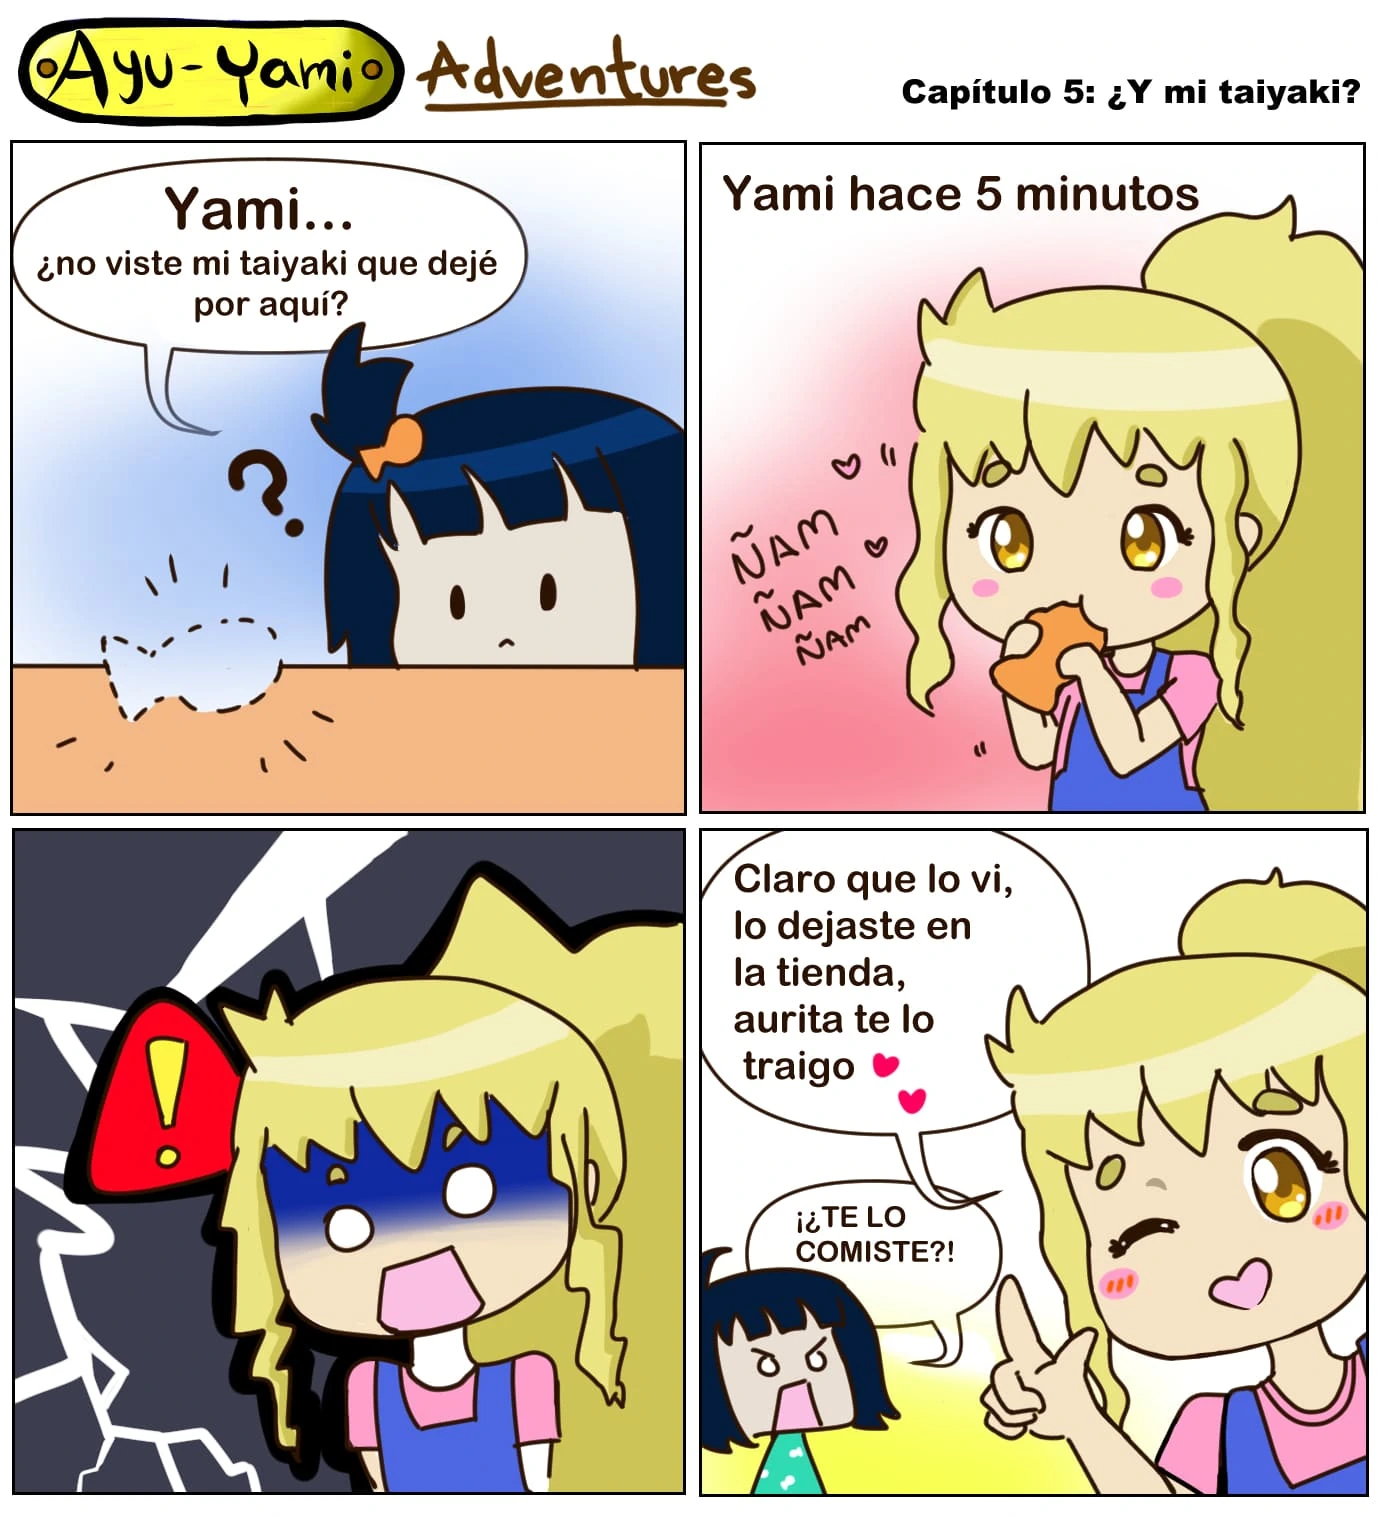 Ayu-Yami Adventures
Capítulo 5: ¿Y mi taiyaki?
Yami...
¿no viste mi taiyaki que dejé
por aquí?
?
Yami hace 5 minutos
ÑAM
ÑAM
ÑAM
!
Claro que lo vi,
lo dejaste en
la tienda,
aurita te lo
traigo
¡¿TE LO
COMISTE?!